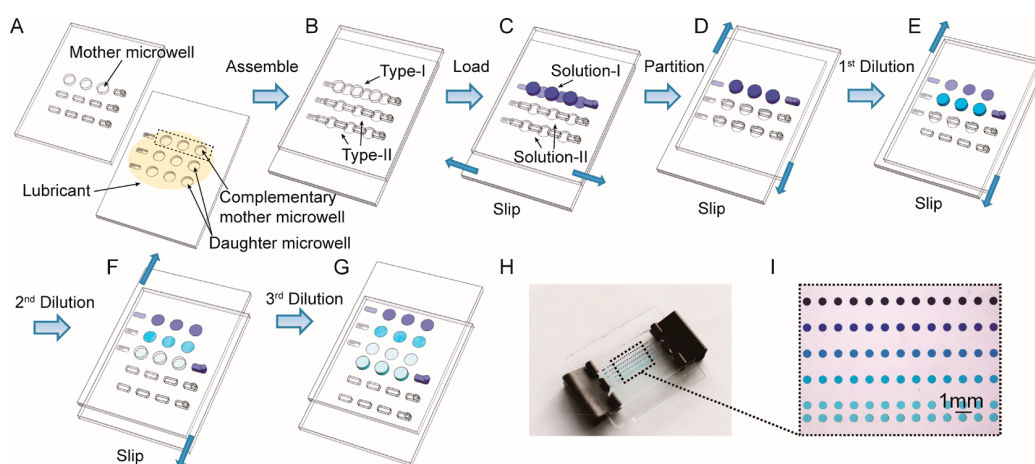 A
Mother microwell
Lubricant
Complementary
mother microwell
Daughter microwell
Assemble
B
Type-I
Type-II
Load
C
Solution-I
Solution-II
Slip
Partition
D
Slip
1st Dilution
E
Slip
2nd Dilution
F
Slip
3rd Dilution
G
H
I
1mm